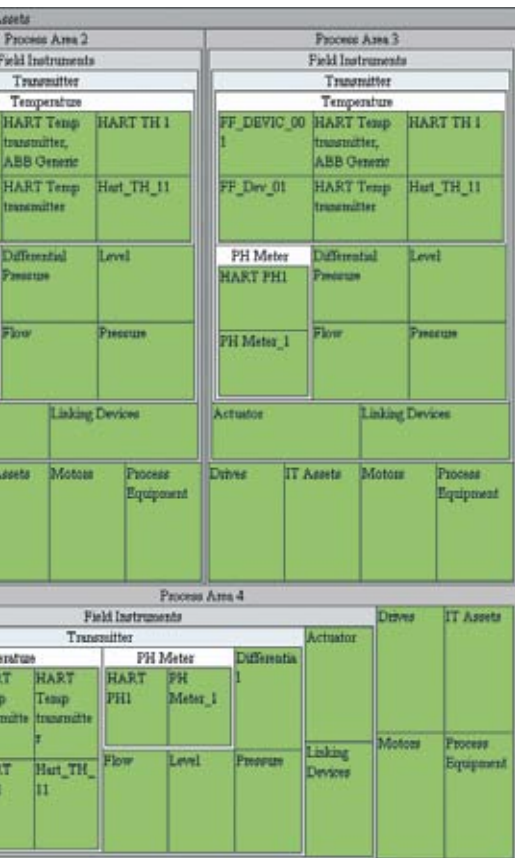 Assets
Process Area 2
Process Area 3
Field Instruments
Field Instruments
Transmitter
Transmitter
Temperature
Temperature
HART Temp
transmitter,
ABB Generic
HART TH 1
FF_DEVIC_00
1
HART Temp
transmitter,
ABB Generic
HART TH 1
HART Temp
transmitter
Hart_TH_11
FF_Dev_01
HART Temp
transmitter
Hart_TH_11
Differential
Pressure
Level
PH Meter
HART PH1
Differential
Pressure
Level
Flow
Pressure
PH Meter_1
Flow
Pressure
Linking Devices
Actuator
Linking Devices
Assets
Motors
Process
Equipment
Drives
IT Assets
Motors
Process
Equipment
Process Area 4
Field Instruments
Transmitter
erature
PH Meter
HART
Temp
transmitte
r
HART
PH1
PH
Meter_1
Differentia
l
Actuator
Drives
IT Assets
Hart_TH_
11
Flow
Level
Pressure
Linking
Devices
Motors
Process
Equipment